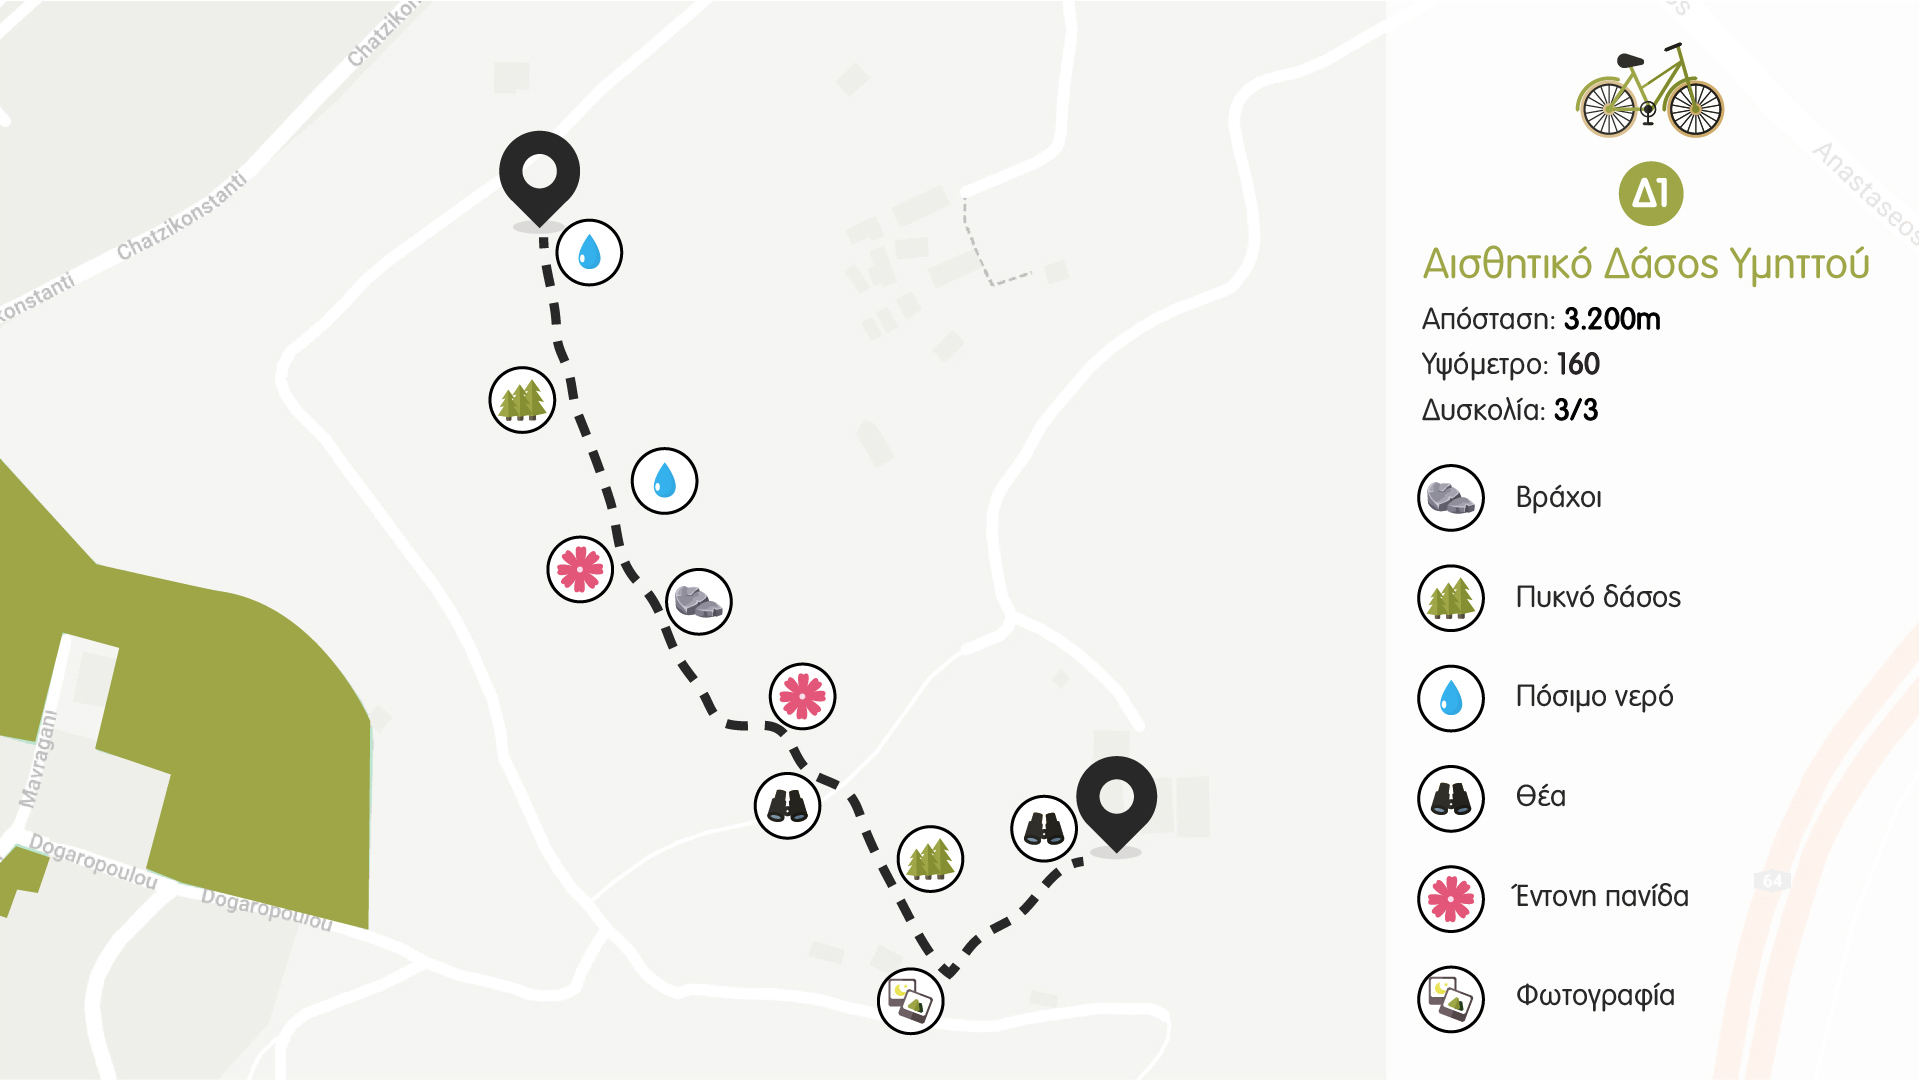 Chatzikon
Chatzikonstanti
konstanti
Mavragani
Dogaropoulou
Dogaropoulou
os
Anastaseos
64
Δ1
Αισθητικό Δάσος Υμηττού
Απόσταση: 3.200m
Υψόμετρο: 160
Δυσκολία: 3/3
Βράχοι
Πυκνό δάσος
Πόσιμο νερό
Θέα
Έντονη πανίδα
Φωτογραφία